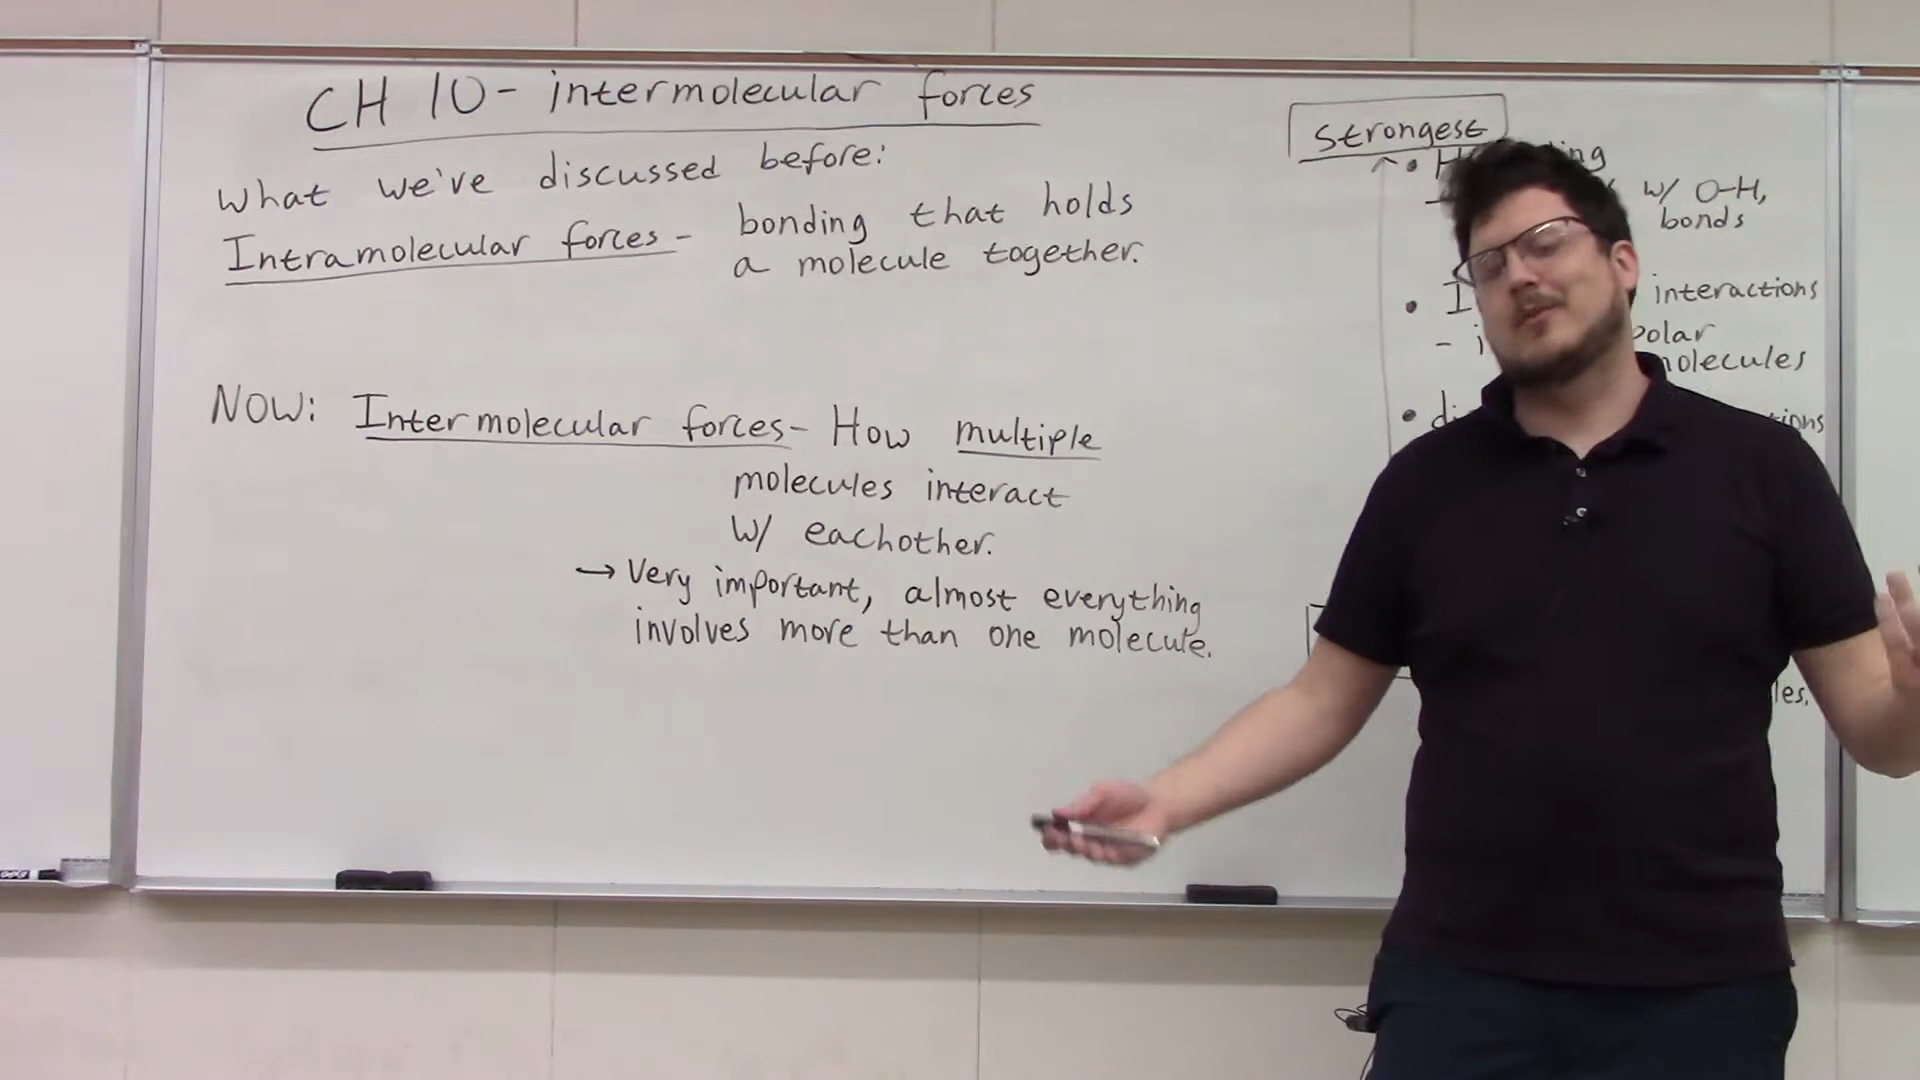 CH 10 - intermolecular forces
What we've discussed before:
Intramolecular forces - bonding that holds
a molecule together.
NOW: Intermolecular forces - How multiple
molecules interact
w/ eachother.
→ Very important, almost everything
involves more than one molecule.
Strongest
w/ O-H,
bonds
interactions
polar
molecules